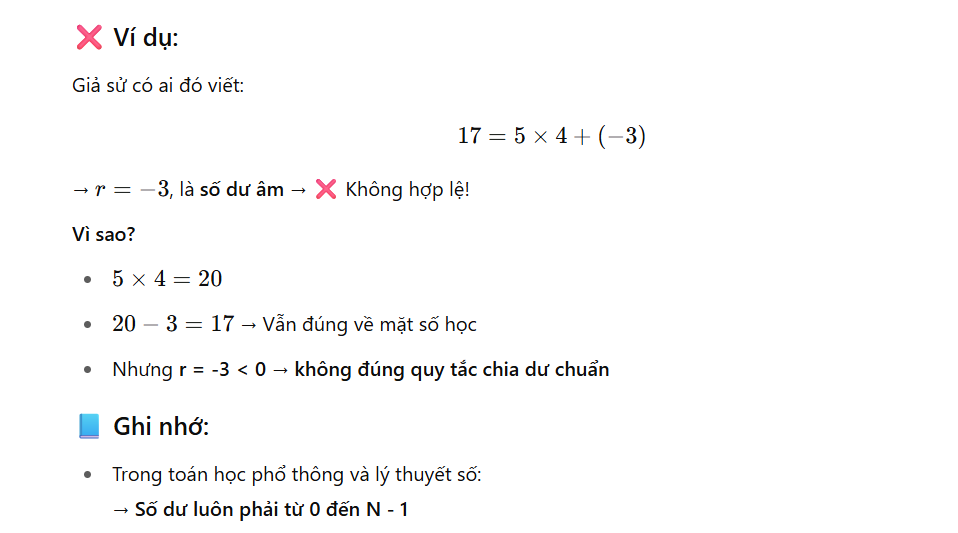 ❌ Ví dụ:
Giả sử có ai đó viết:
17 = 5 × 4 + (−3)
→ r = −3, là số dư âm → ❌ Không hợp lệ!
Vì sao?
• 5 × 4 = 20
• 20 − 3 = 17 → Vẫn đúng về mặt số học
• Nhưng r = -3 < 0 → không đúng quy tắc chia dư chuẩn
📘 Ghi nhớ:
• Trong toán học phổ thông và lý thuyết số:
→ Số dư luôn phải từ 0 đến N - 1